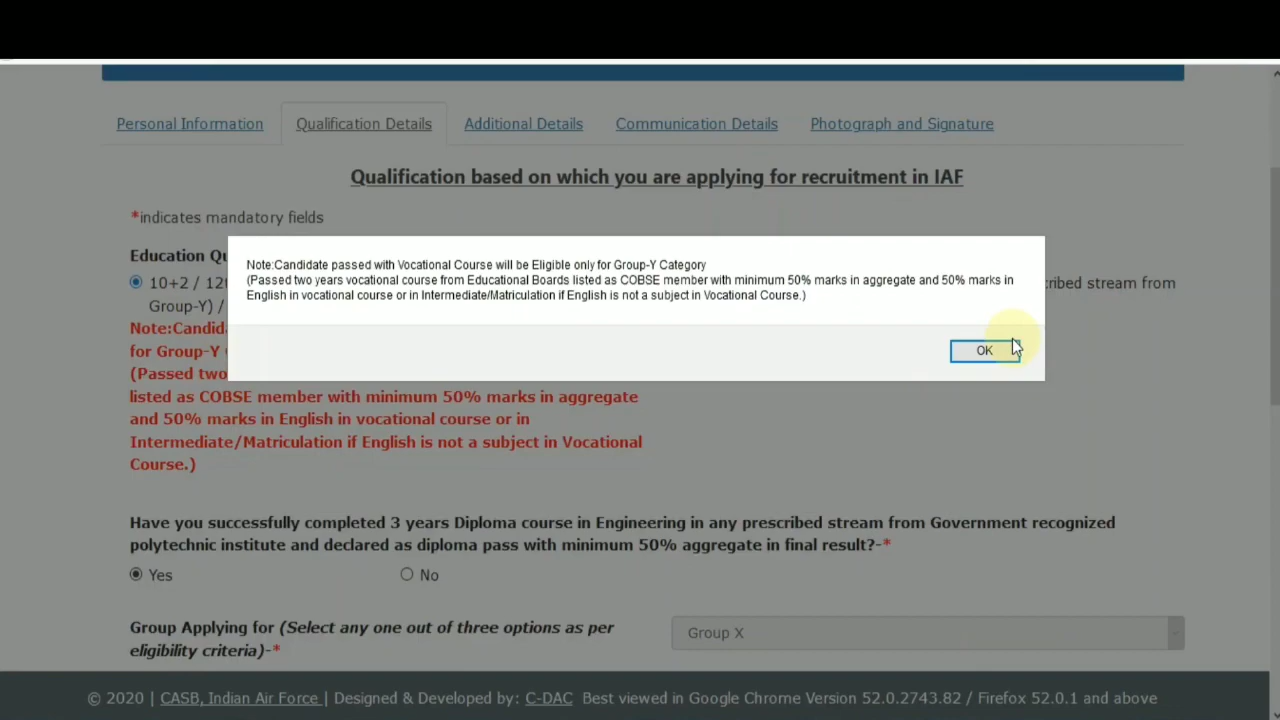 Personal Information Qualification Details Additional Details Communication Details Photograph and Signature
Qualification based on which you are applying for recruitment in IAF
*indicates mandatory fields
Education Qu
Note:Candidate passed with Vocational Course will be Eligible only for Group-Y Category
(Passed two years vocational course from Educational Boards listed as COBSE member with minimum 50% marks in aggregate and 50% marks in
English in vocational course or in Intermediate/Matriculation if English is not a subject in Vocational Course.)
OK
10+2 / 12t
cribed stream from
Group-Y) /
Note:Candid
for Group-Y
(Passed two
listed as COBSE member with minimum 50% marks in aggregate
and 50% marks in English in vocational course or in
Intermediate/Matriculation if English is not a subject in Vocational
Course.)
Have you successfully completed 3 years Diploma course in Engineering in any prescribed stream from Government recognized
polytechnic institute and declared as diploma pass with minimum 50% aggregate in final result?-*
Yes No
Group Applying for (Select any one out of three options as per
eligibility criteria)-*
Group X
© 2020 | CASB, Indian Air Force | Designed & Developed by: C-DAC Best viewed in Google Chrome Version 52.0.2743.82 / Firefox 52.0.1 and above